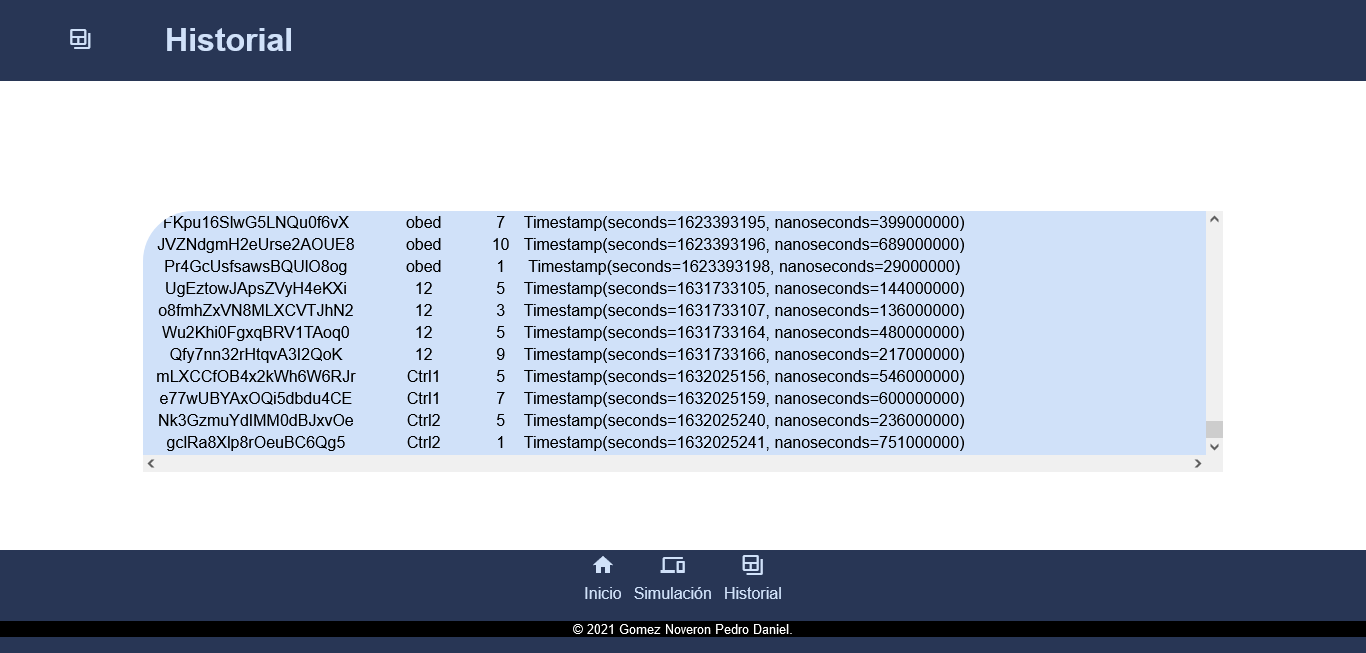 Historial
FKpu16SlwG5LNQu0f6vX obed 7 Timestamp(seconds=1623393195, nanoseconds=399000000)
JVZNdgmH2eUrse2AOUE8 obed 10 Timestamp(seconds=1623393196, nanoseconds=689000000)
Pr4GcUsfsawsBQUlO8og obed 1 Timestamp(seconds=1623393198, nanoseconds=29000000)
UgEztowJApsZVyH4eKXi 12 5 Timestamp(seconds=1631733105, nanoseconds=144000000)
o8fmhZxVN8MLXCVTJhN2 12 3 Timestamp(seconds=1631733107, nanoseconds=136000000)
Wu2Khi0FgxqBRV1TAoq0 12 5 Timestamp(seconds=1631733164, nanoseconds=480000000)
Qfy7nn32rHtqvA3I2QoK 12 9 Timestamp(seconds=1631733166, nanoseconds=217000000)
mLXCCfOB4x2kWh6W6RJr Ctrl1 5 Timestamp(seconds=1632025156, nanoseconds=546000000)
e77wUBYAxOQi5dbdu4CE Ctrl1 7 Timestamp(seconds=1632025159, nanoseconds=600000000)
Nk3GzmuYdIMM0dBJxvOe Ctrl2 5 Timestamp(seconds=1632025240, nanoseconds=236000000)
gclRa8Xlp8rOeuBC6Qg5 Ctrl2 1 Timestamp(seconds=1632025241, nanoseconds=751000000)
Inicio Simulación Historial
© 2021 Gomez Noveron Pedro Daniel.